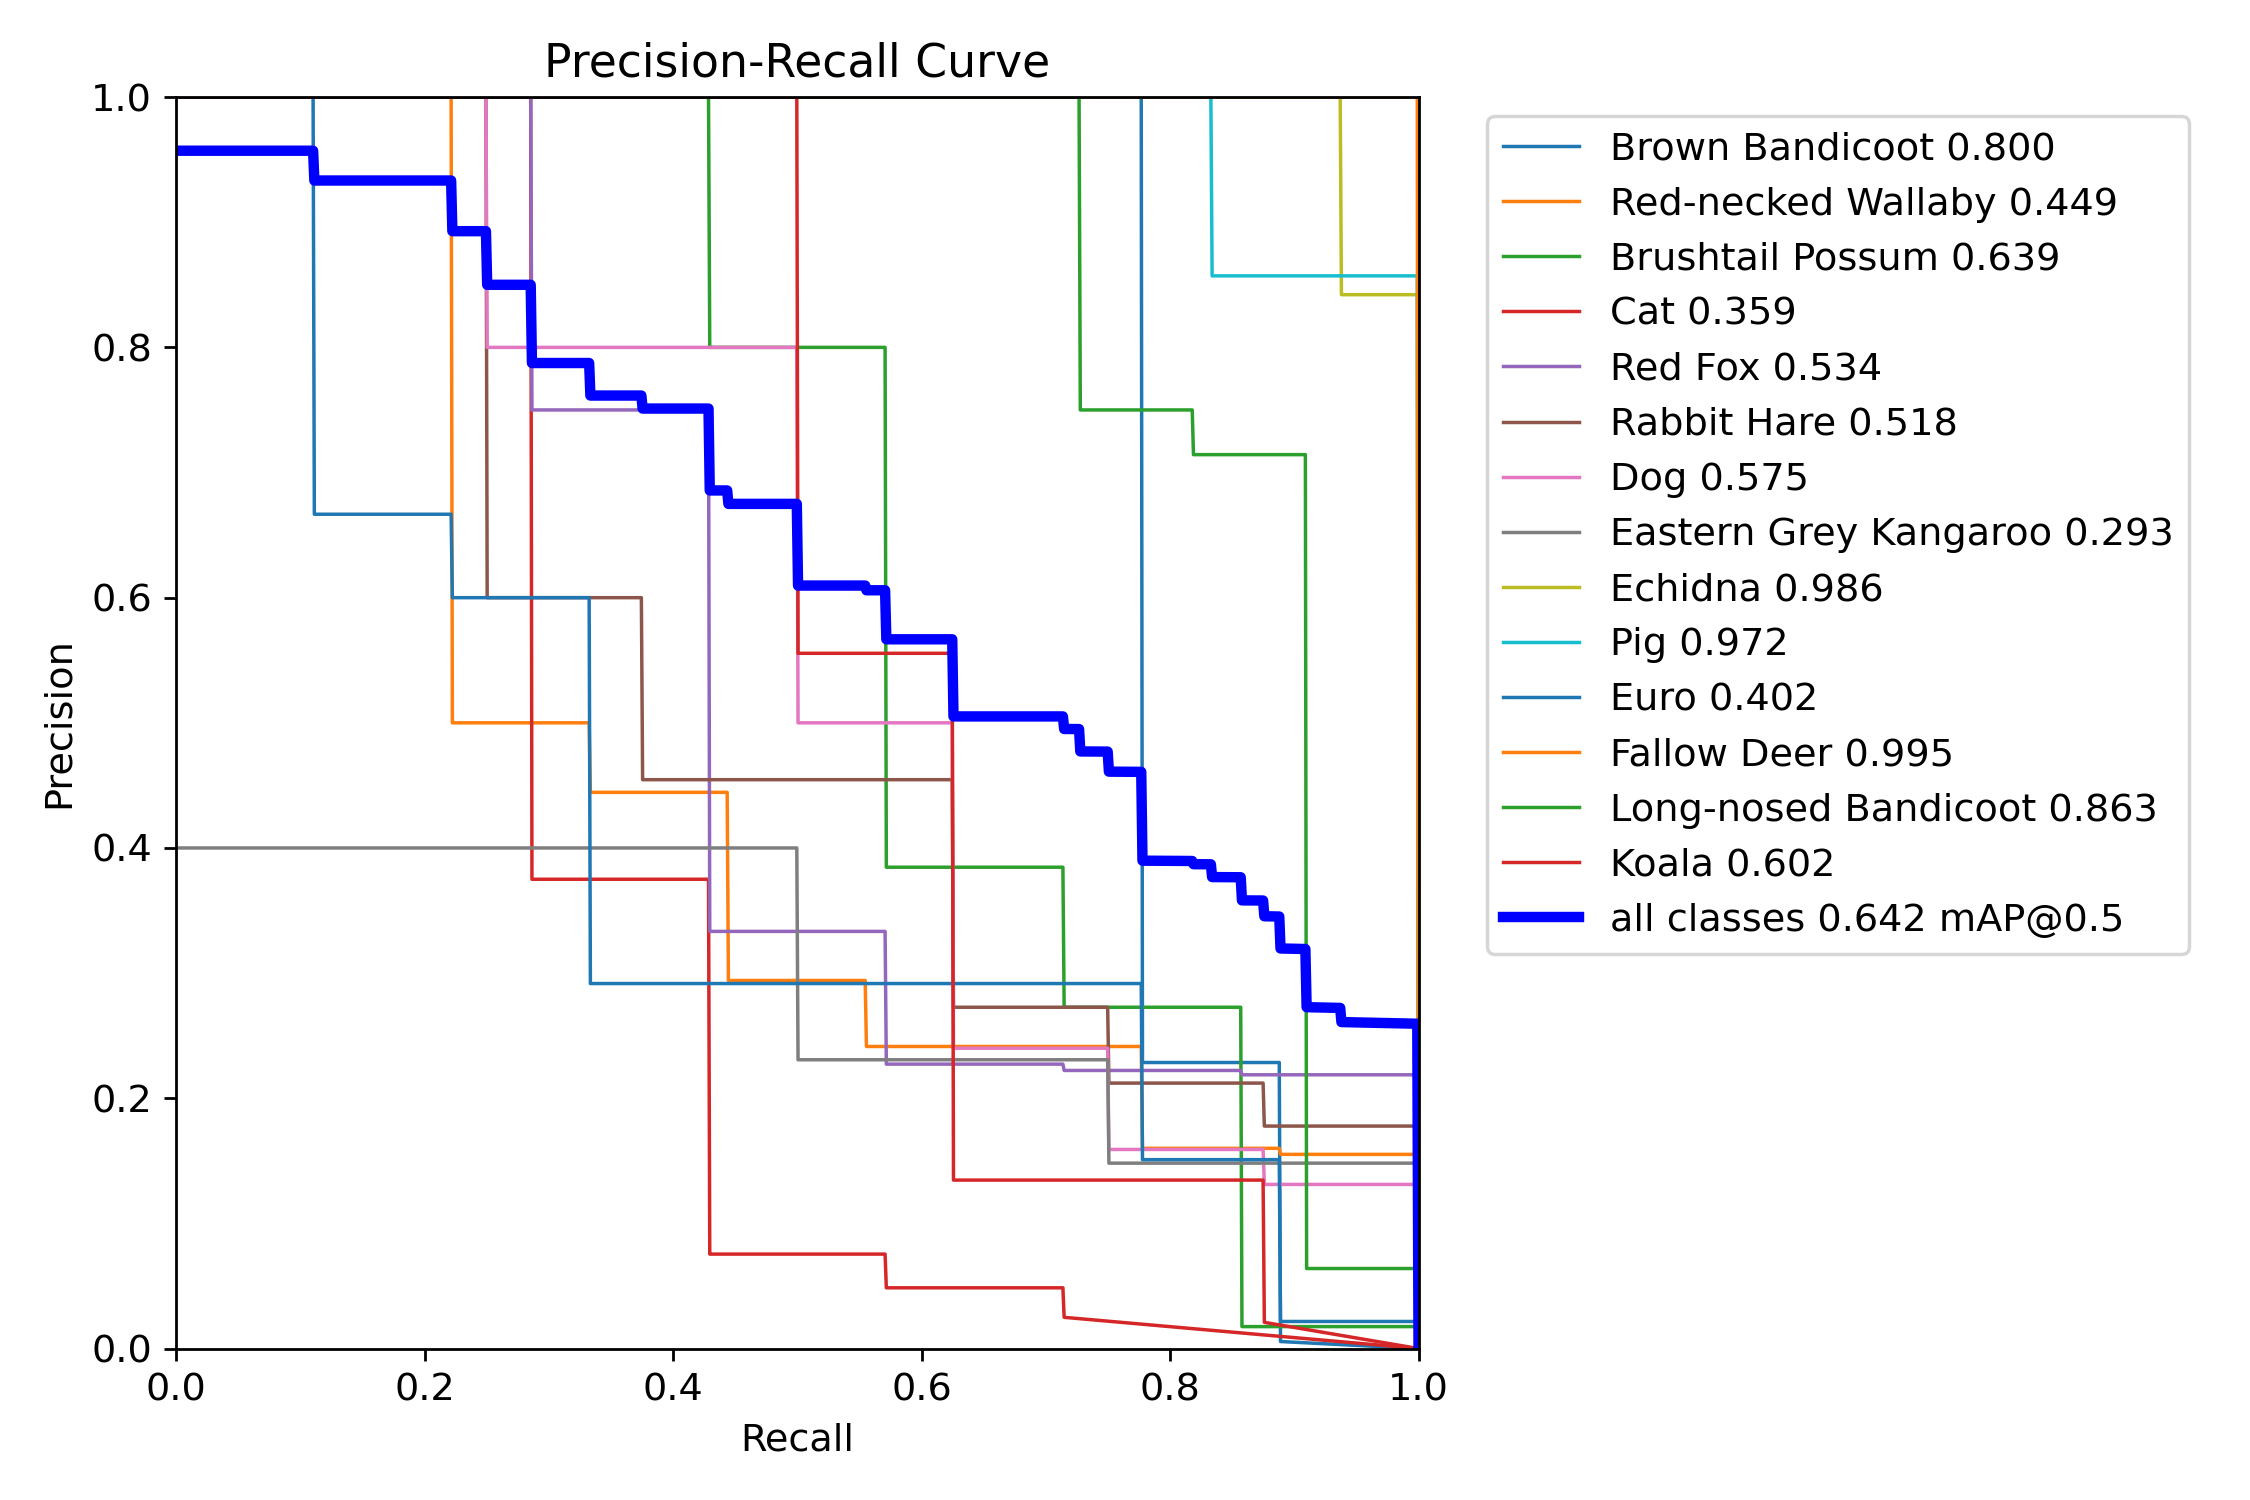 Precision-Recall Curve
1.0
0.8
0.6
0.4
0.2
0.0
Precision
0.0 0.2 0.4 0.6 0.8 1.0
Recall
Brown Bandicoot 0.800
Red-necked Wallaby 0.449
Brushtail Possum 0.639
Cat 0.359
Red Fox 0.534
Rabbit Hare 0.518
Dog 0.575
Eastern Grey Kangaroo 0.293
Echidna 0.986
Pig 0.972
Euro 0.402
Fallow Deer 0.995
Long-nosed Bandicoot 0.863
Koala 0.602
all classes 0.642 mAP@0.5